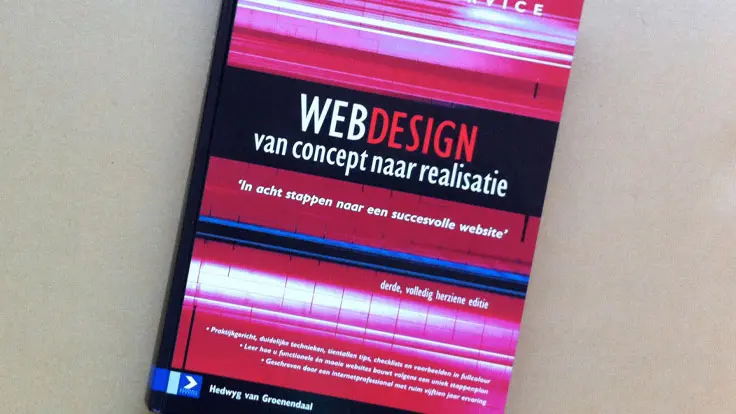 WEBDESIGN
van concept naar realisatie
'In acht stappen naar een succesvolle website'
derde, volledig herziene editie
• Praktijkgericht, duidelijke technieken, tientallen tips, checklists en voorbeelden in fullcolour
• Leer hoe u functionele én mooie websites bouwt volgens een uniek stappenplan
• Geschreven door een internetprofessional met ruim vijftien jaar ervaring
Hedwyg van Groenendaal